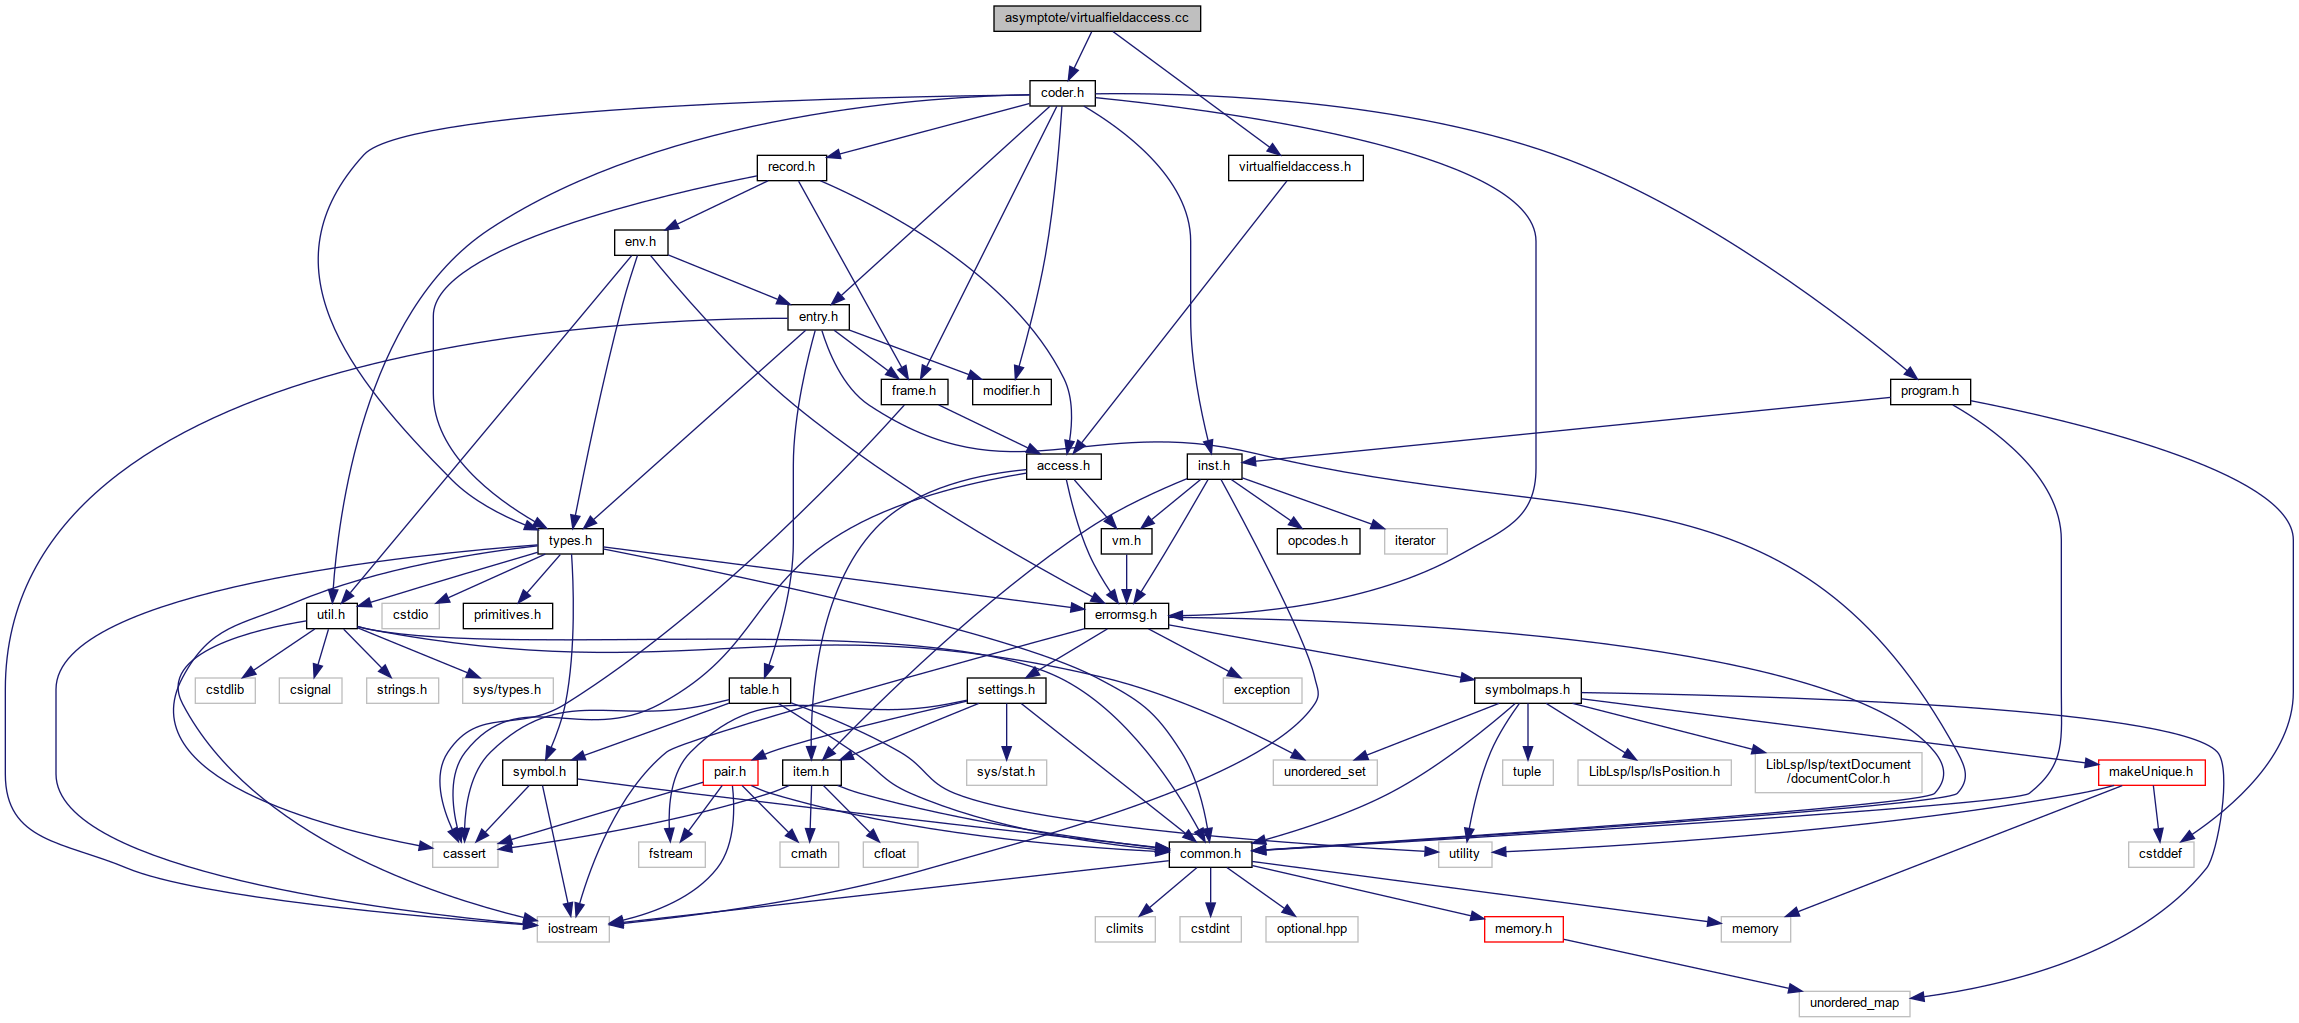 asymptote/virtualfieldaccess.cc
coder.h
record.h
virtualfieldaccess.h
env.h
entry.h
frame.h
modifier.h
program.h
access.h
inst.h
types.h
vm.h
opcodes.h
iterator
util.h
cstdio
primitives.h
errormsg.h
cstdlib
csignal
strings.h
sys/types.h
table.h
settings.h
exception
symbolmaps.h
symbol.h
pair.h
item.h
sys/stat.h
unordered_set
tuple
LibLsp/lsp/lsPosition.h
LibLsp/lsp/textDocument
/documentColor.h
makeUnique.h
cassert
fstream
cmath
cfloat
common.h
utility
cstddef
iostream
climits
cstdint
optional.hpp
memory.h
memory
unordered_map